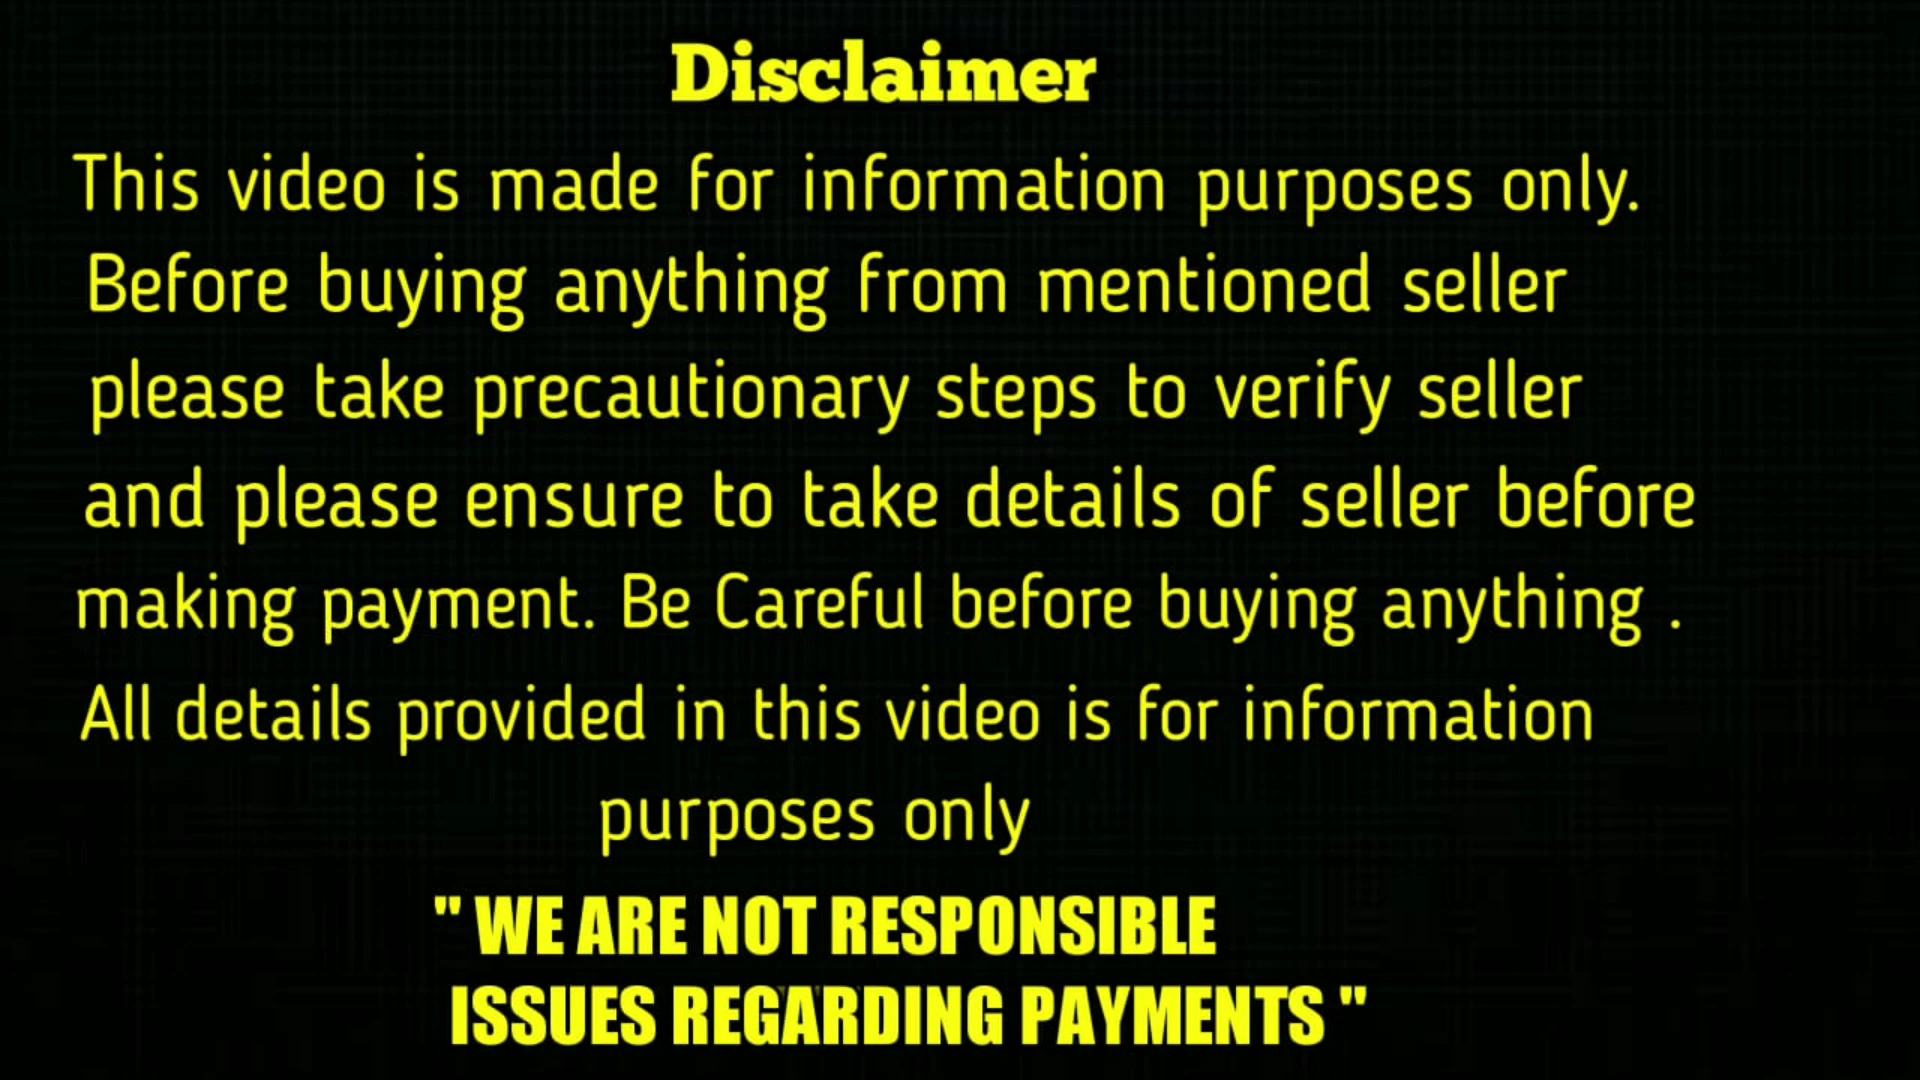 Disclaimer
This video is made for information purposes only.
Before buying anything from mentioned seller
please take precautionary steps to verify seller
and please ensure to take details of seller before
making payment. Be Careful before buying anything .
All details provided in this video is for information
purposes only
" WE ARE NOT RESPONSIBLE
ISSUES REGARDING PAYMENTS "